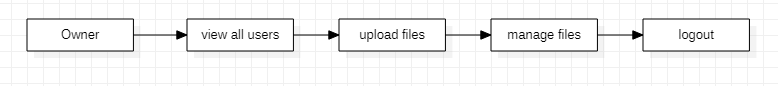 Owner
view all users
upload files
manage files
logout